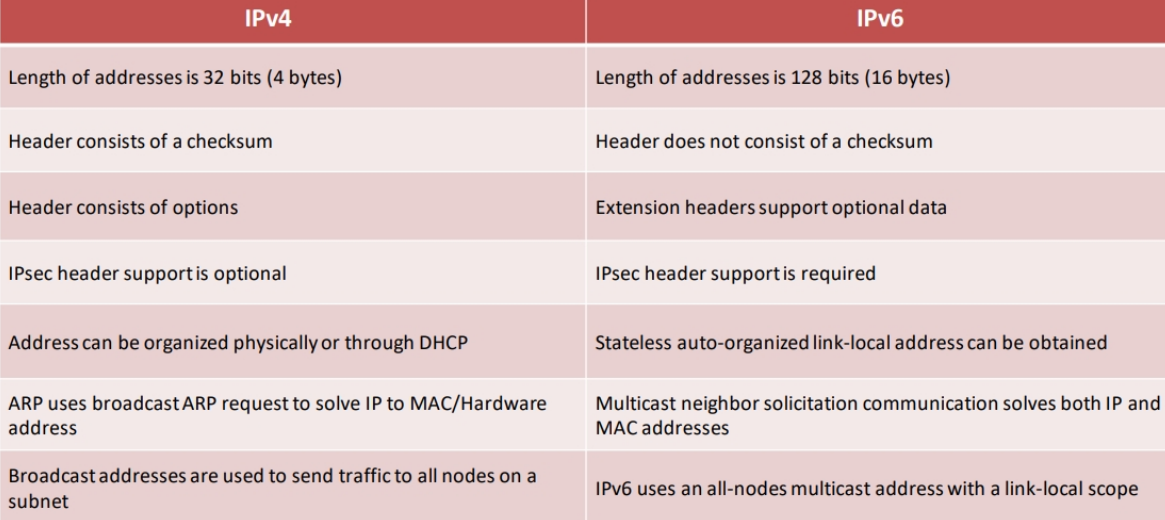 IPv4
IPv6
Length of addresses is 32 bits (4 bytes)
Length of addresses is 128 bits (16 bytes)
Header consists of a checksum
Header does not consist of a checksum
Header consists of options
Extension headers support optional data
IPsec header support is optional
IPsec header support is required
Address can be organized physically or through DHCP
Stateless auto-organized link-local address can be obtained
ARP uses broadcast ARP request to solve IP to MAC/Hardware
address
Multicast neighbor solicitation communication solves both IP and
MAC addresses
Broadcast addresses are used to send traffic to all nodes on a
subnet
IPv6 uses an all-nodes multicast address with a link-local scope